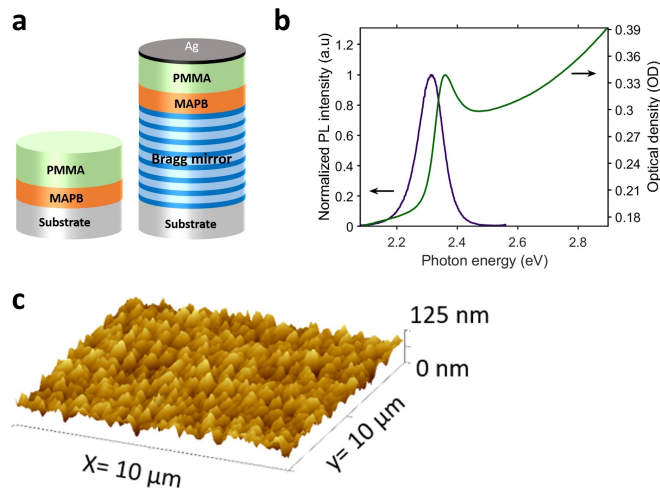 a
Ag
PMMA
MAPB
Bragg mirror
Substrate
PMMA
MAPB
Substrate
b
Normalized PL intensity (a.u)
1.2
1
0.8
0.6
0.4
0.2
0
2.2
2.4
2.6
2.8
Photon energy (eV)
0.39
0.36
0.33
0.3
0.27
0.24
0.21
0.18
Optical density (OD)
c
125 nm
0 nm
X= 10 µm
y= 10 µm